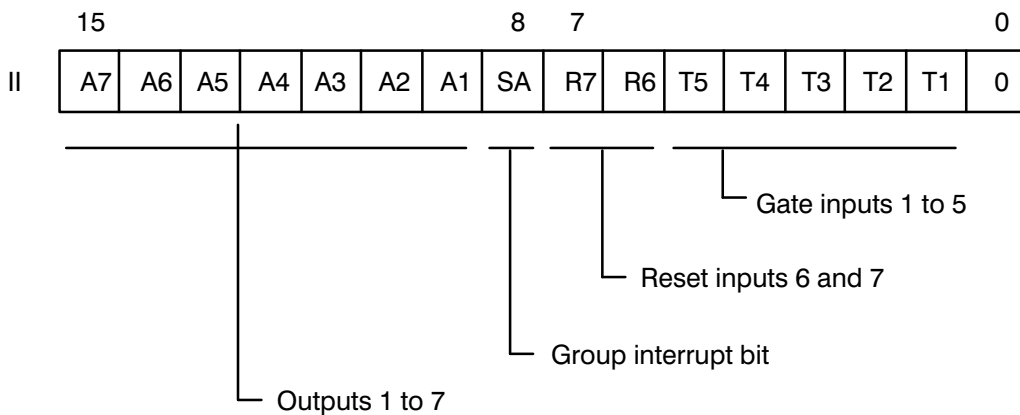 15 8 7 0
II A7 A6 A5 A4 A3 A2 A1 SA R7 R6 T5 T4 T3 T2 T1 0
Gate inputs 1 to 5
Reset inputs 6 and 7
Group interrupt bit
Outputs 1 to 7